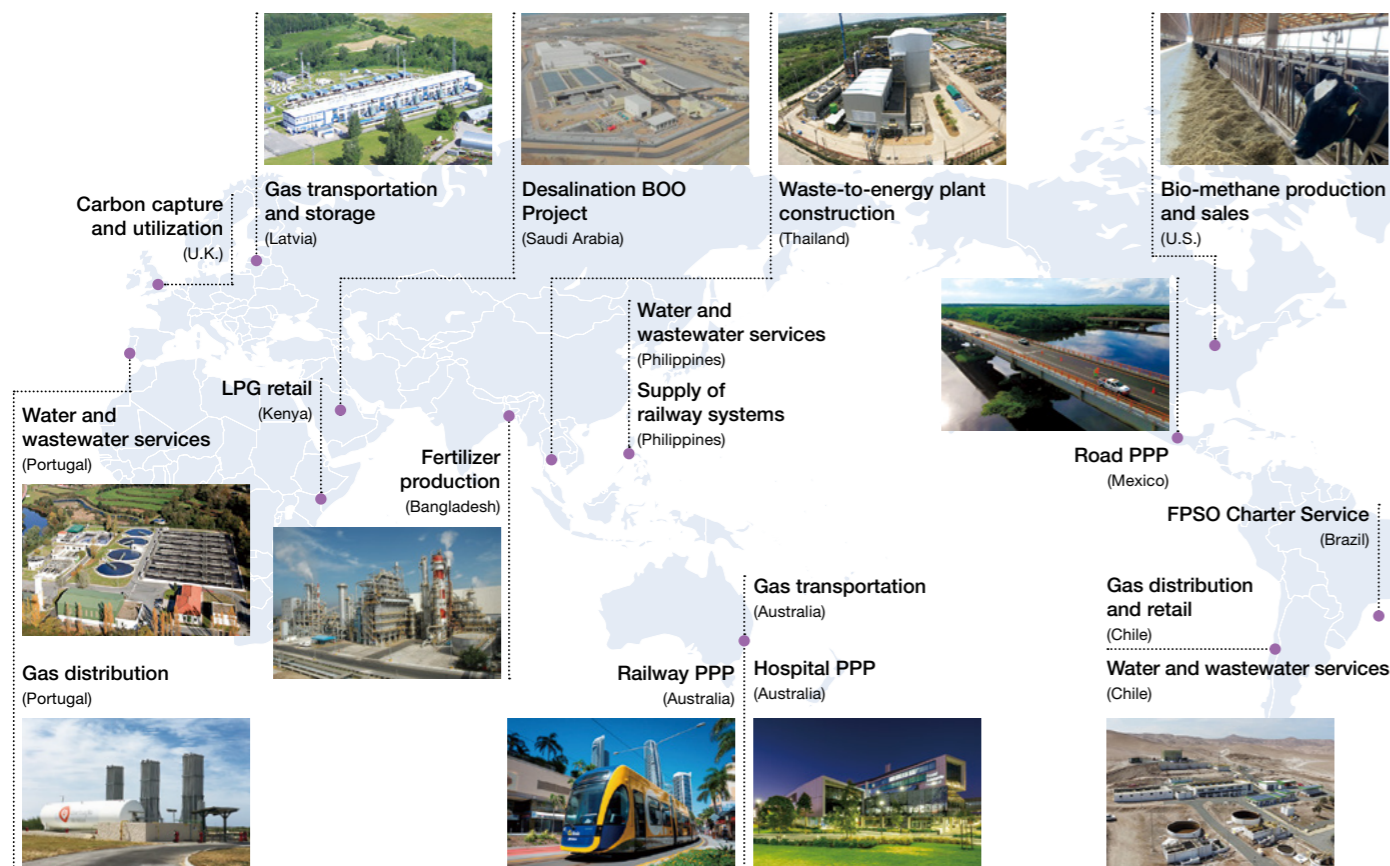 Carbon capture
and utilization
(U.K.)
Gas transportation
and storage
(Latvia)
Desalination BOO
Project
(Saudi Arabia)
Waste-to-energy plant
construction
(Thailand)
Bio-methane production
and sales
(U.S.)
Water and
wastewater services
(Philippines)
Supply of
railway systems
(Philippines)
LPG retail
(Kenya)
Water and
wastewater services
(Portugal)
Fertilizer
production
(Bangladesh)
Road PPP
(Mexico)
FPSO Charter Service
(Brazil)
Gas transportation
(Australia)
Gas distribution
and retail
(Chile)
Gas distribution
(Portugal)
Railway PPP
(Australia)
Hospital PPP
(Australia)
Water and wastewater services
(Chile)